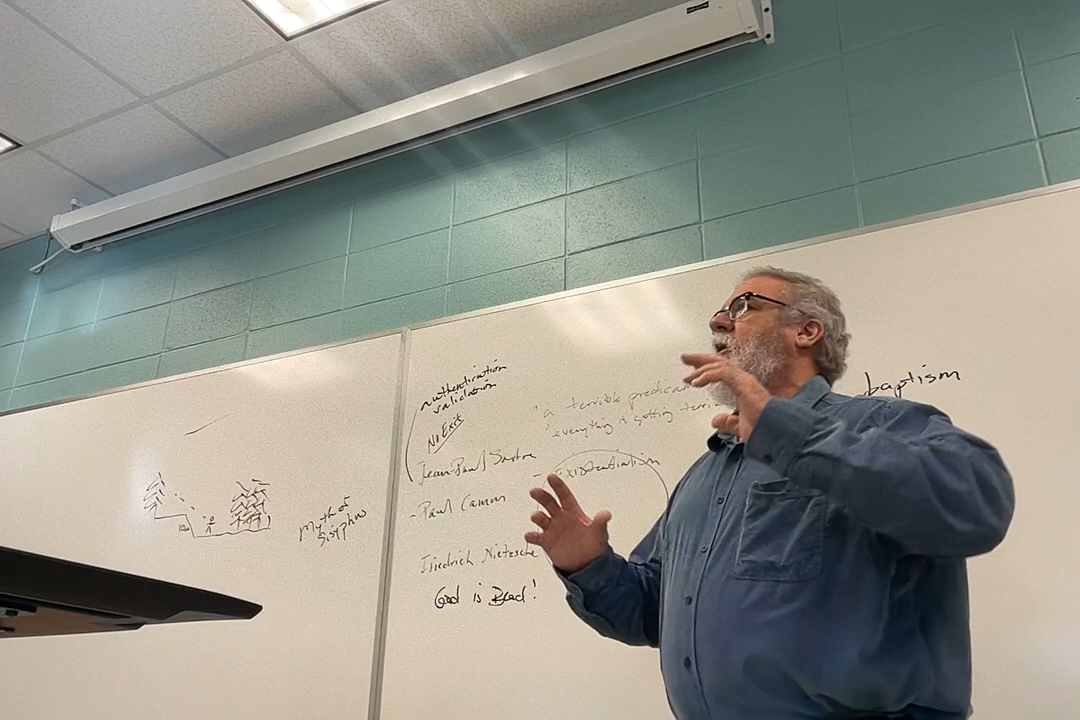 Myth of
Sisyphus
authentication
validation
No Exit
Jean-Paul Sartre
"a terrible predicam
"everything is getting terri
- Existentialism
- Paul Camus
Friedrich Nietzsche
God is Dead!
baptism